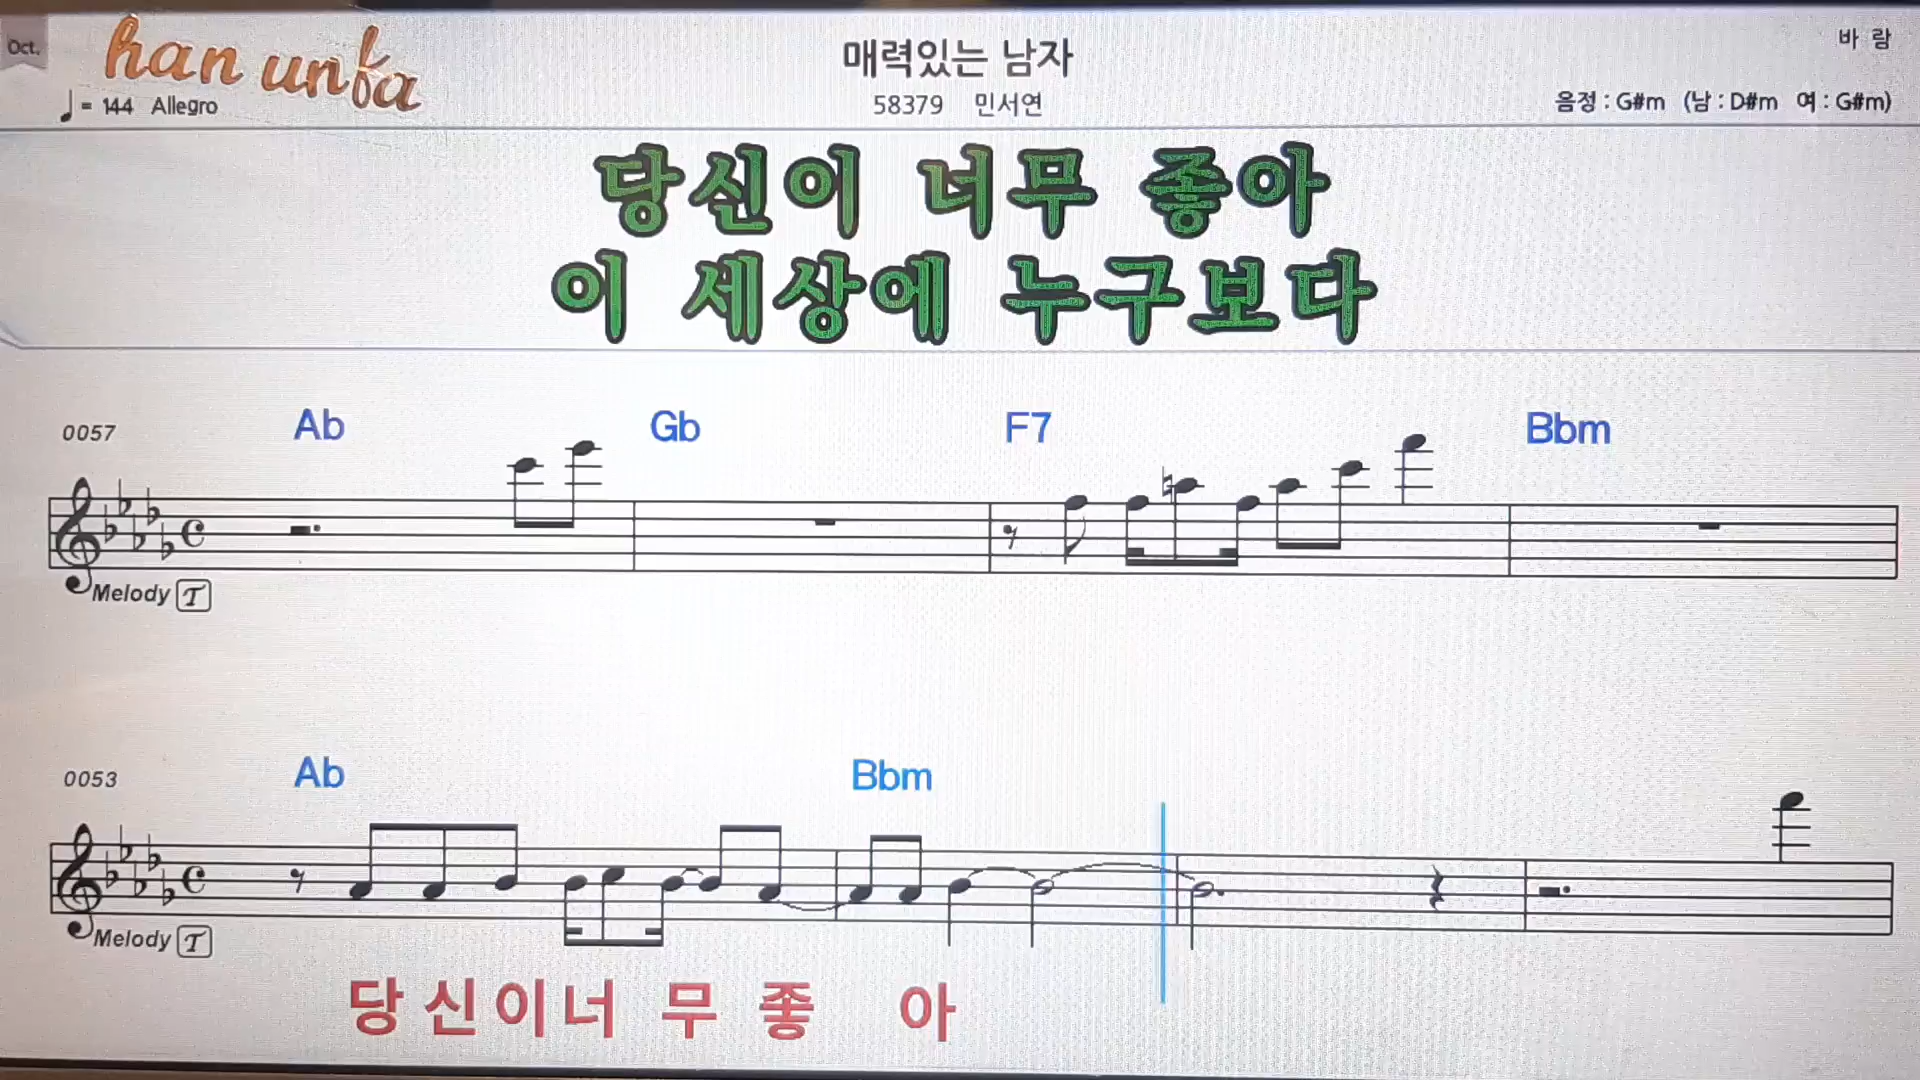 Oct.
han unfa
♩ = 144 Allegro
매력있는 남자
58379 민서연
바 람
음정 : G#m (남 : D#m 여 : G#m)
당신이 너무 좋아
이 세상에 누구보다
0057 Ab Gb F7 Bbm
Melody T
0053 Ab Bbm
Melody T
당 신 이 너 무 좋 아